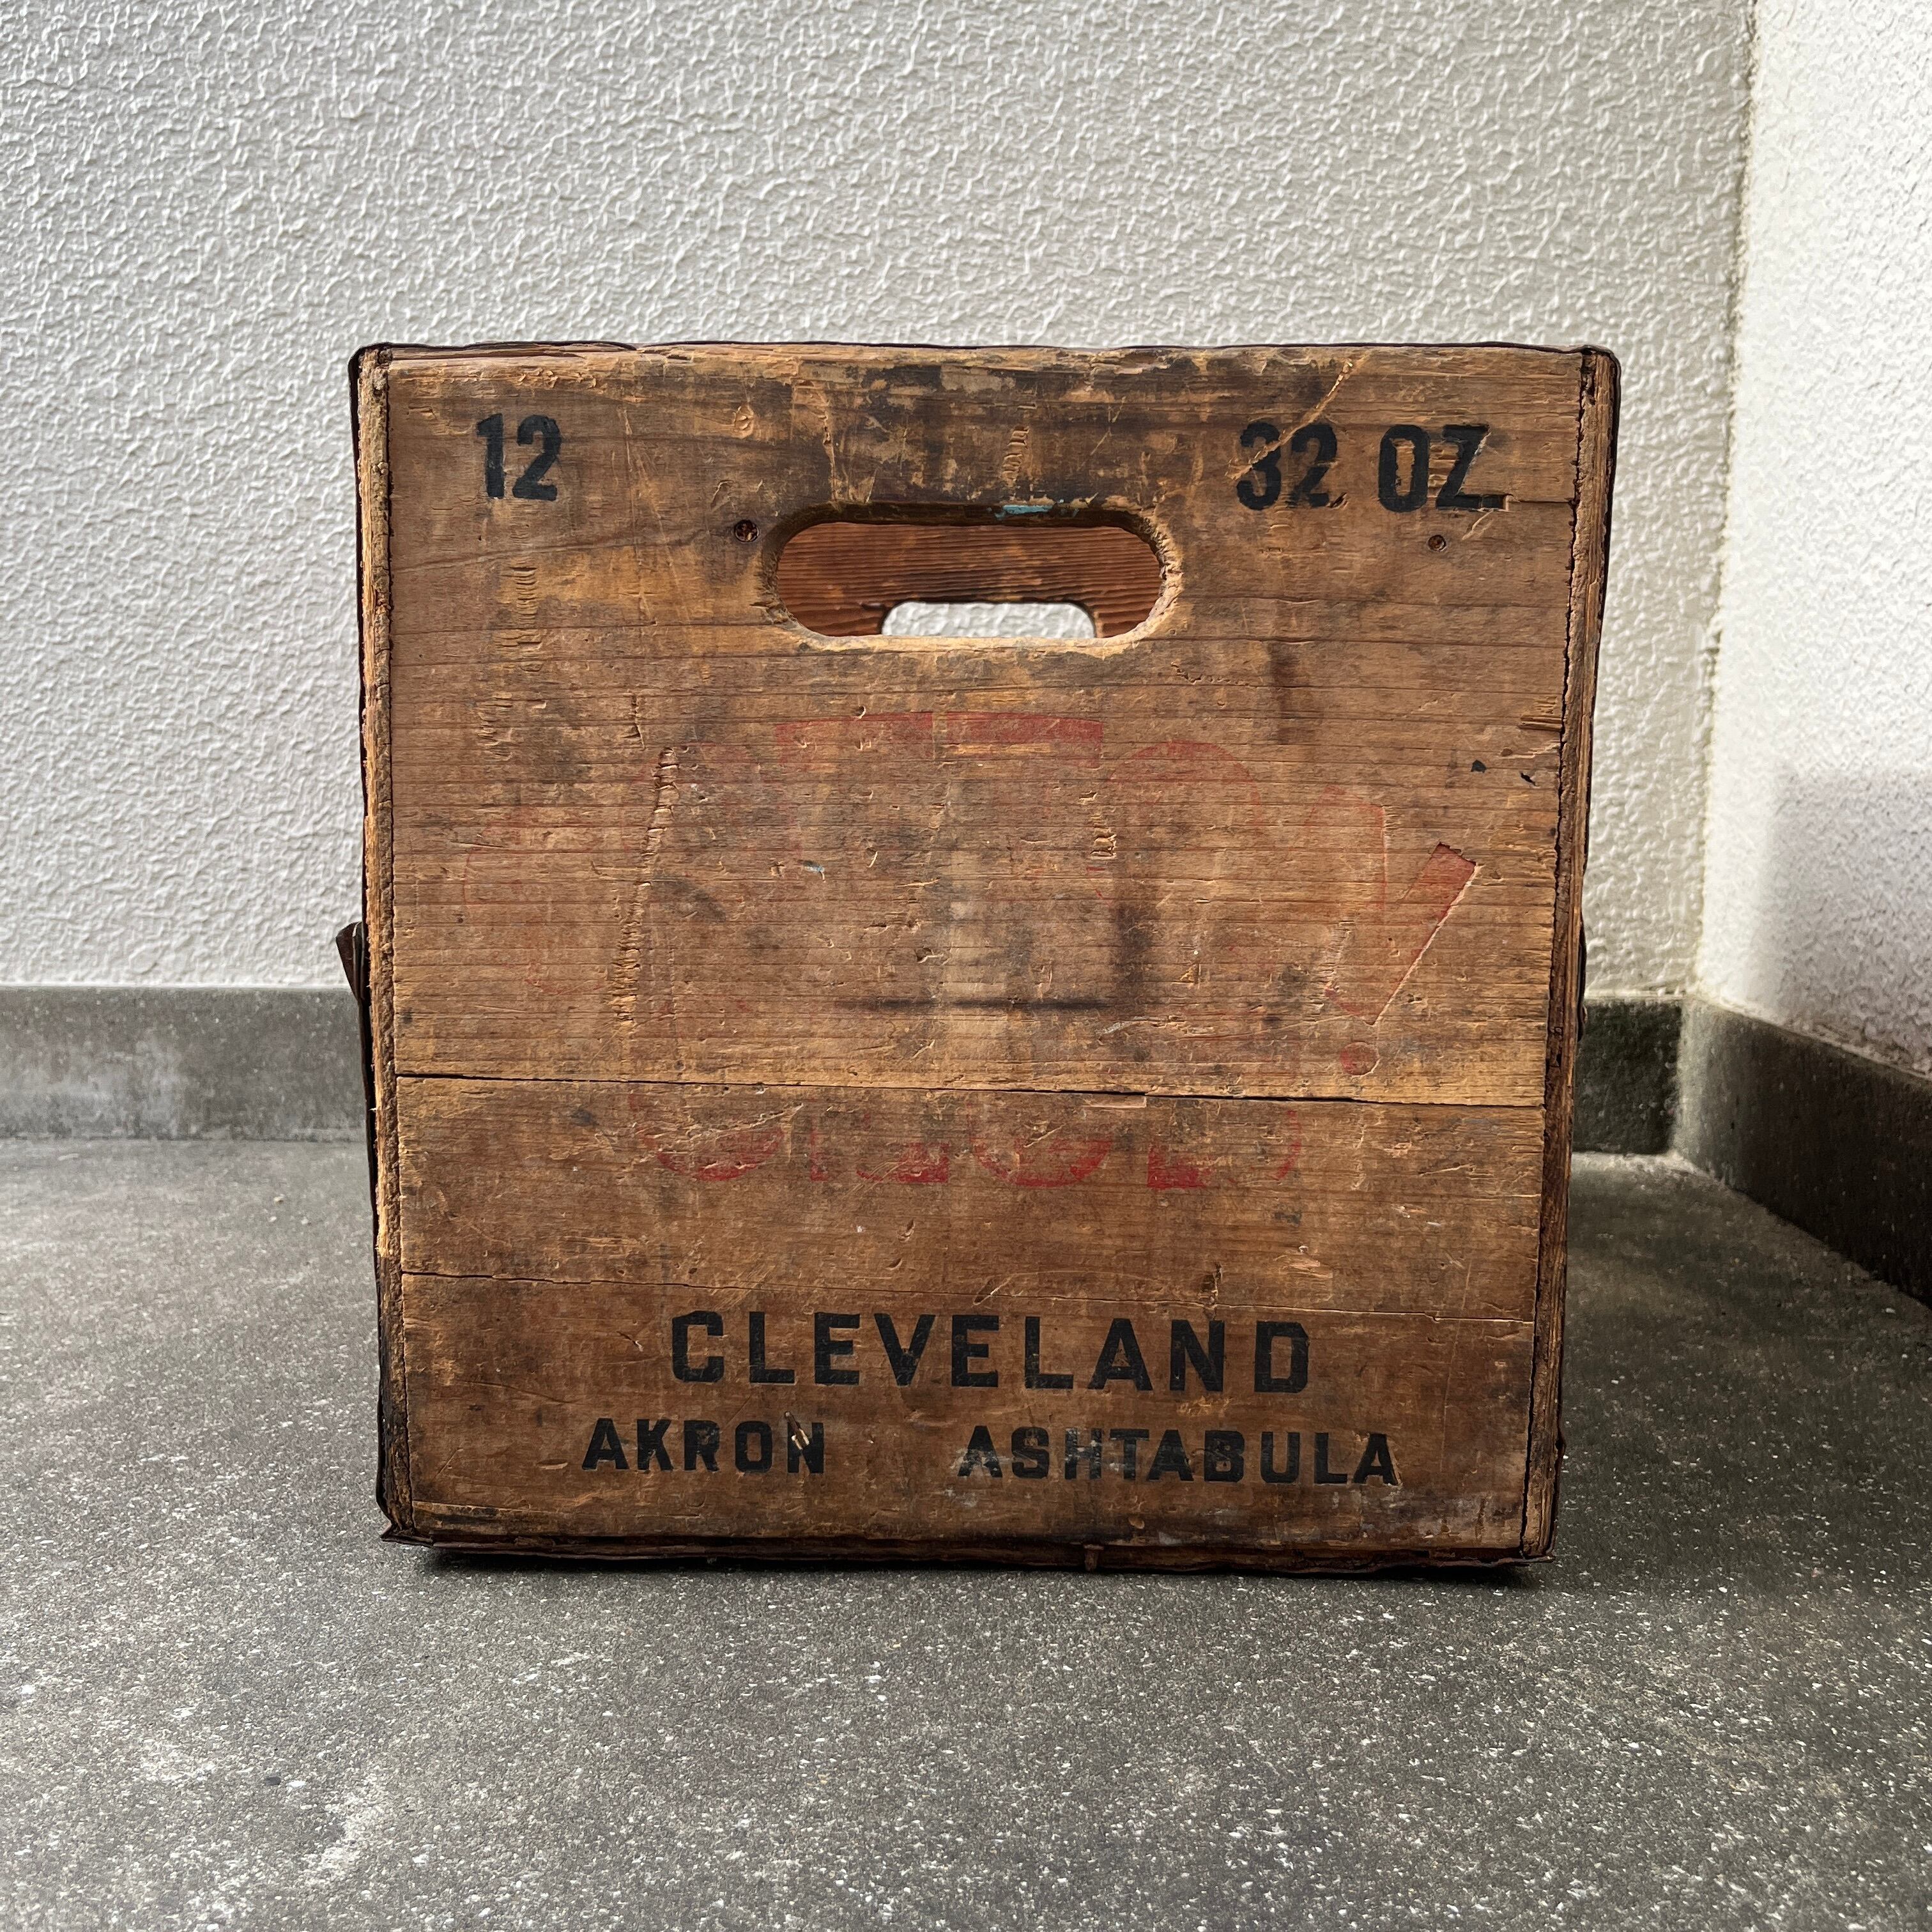 12 32 OZ
CLEVELAND
AKRON ASHTABULA